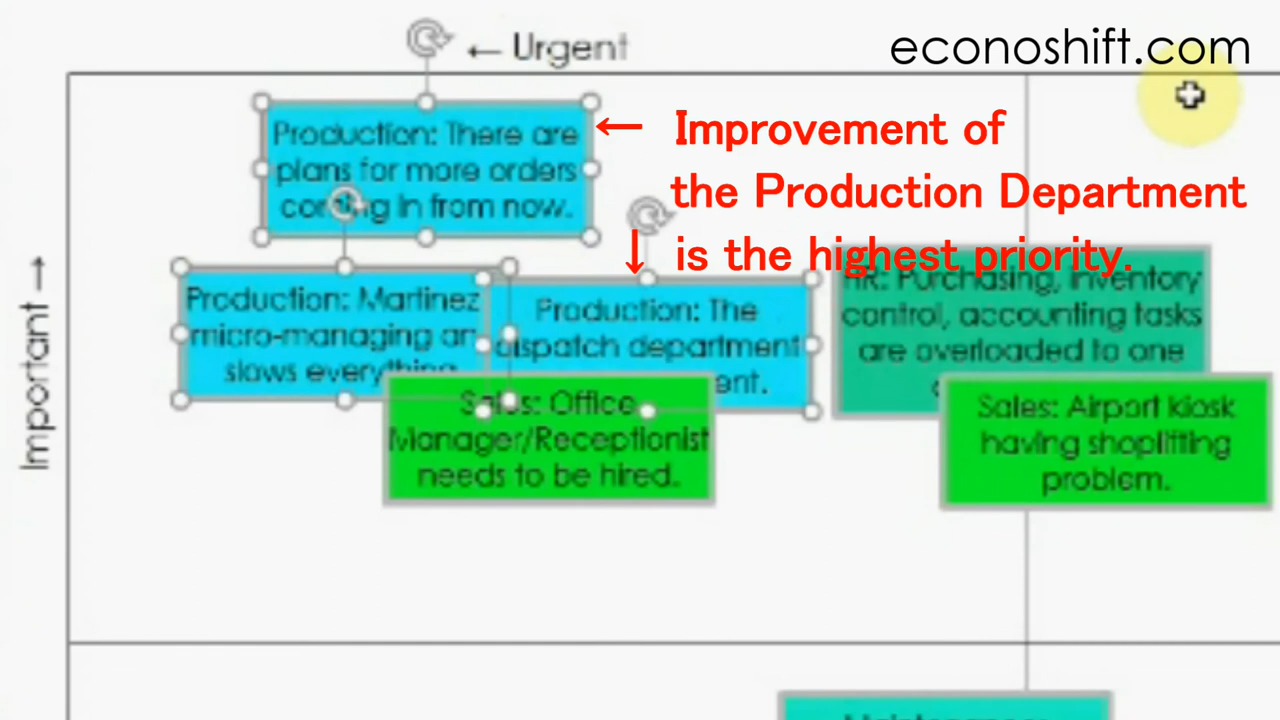 ← Urgent
econoshift.com
Important →
Production: There are
plans for more orders
coming in from now.
← Improvement of
the Production Department
↓ is the highest priority.
Production: Martinez
micro-managing an
slows everything
Production: The
dispatch department
ent.
HR: Purchasing, inventory
control, accounting tasks
are overloaded to one
Sales: Office
Manager/Receptionist
needs to be hired.
Sales: Airport kiosk
having shoplifting
problem.